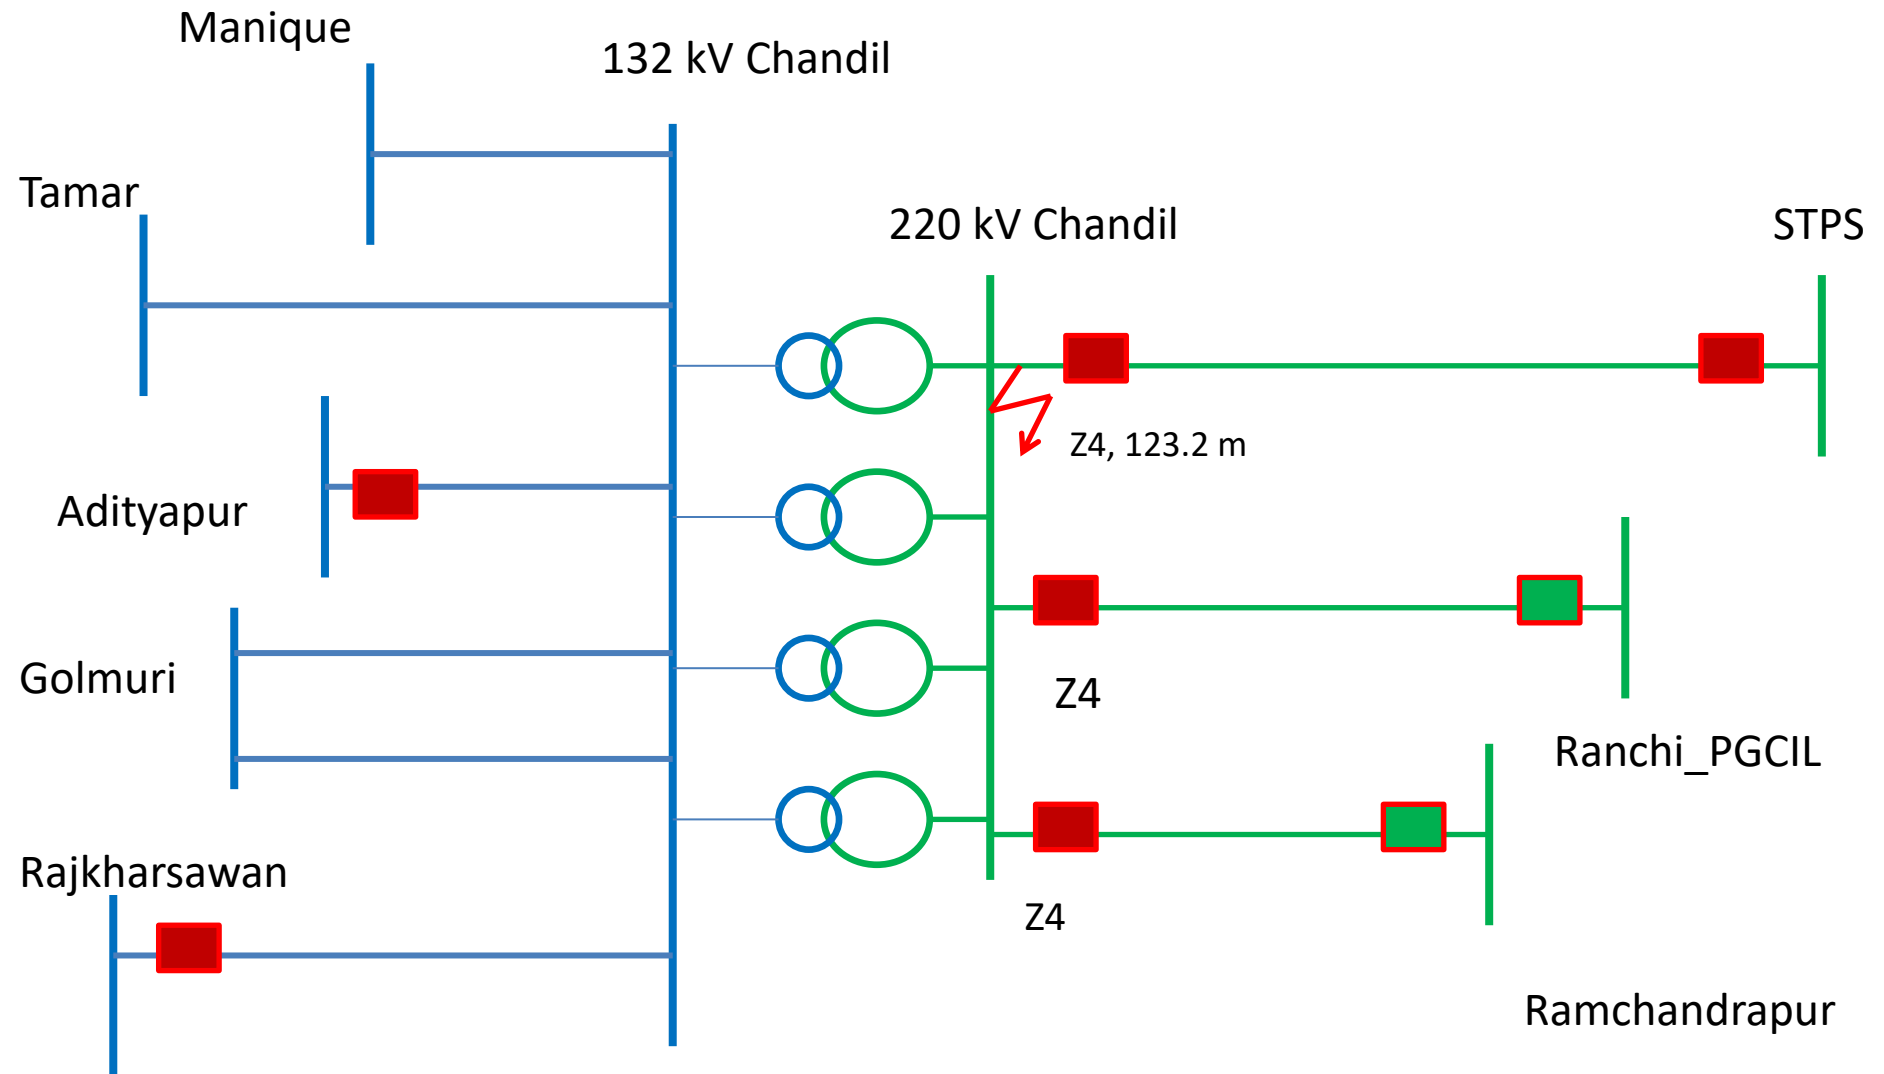 Manique
132 kV Chandil
Tamar
220 kV Chandil
STPS
Z4, 123.2 m
Adityapur
Golmuri
Z4
Ranchi_PGCIL
Rajkharsawan
Z4
Ramchandrapur